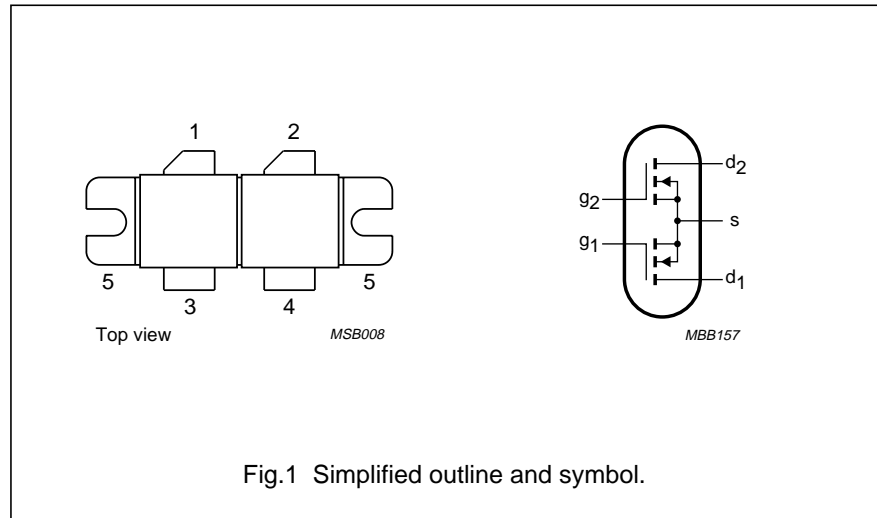 1 2
5 5
3 4
Top view MSB008
d2
g2
s
g1
d1
MBB157
Fig.1 Simplified outline and symbol.